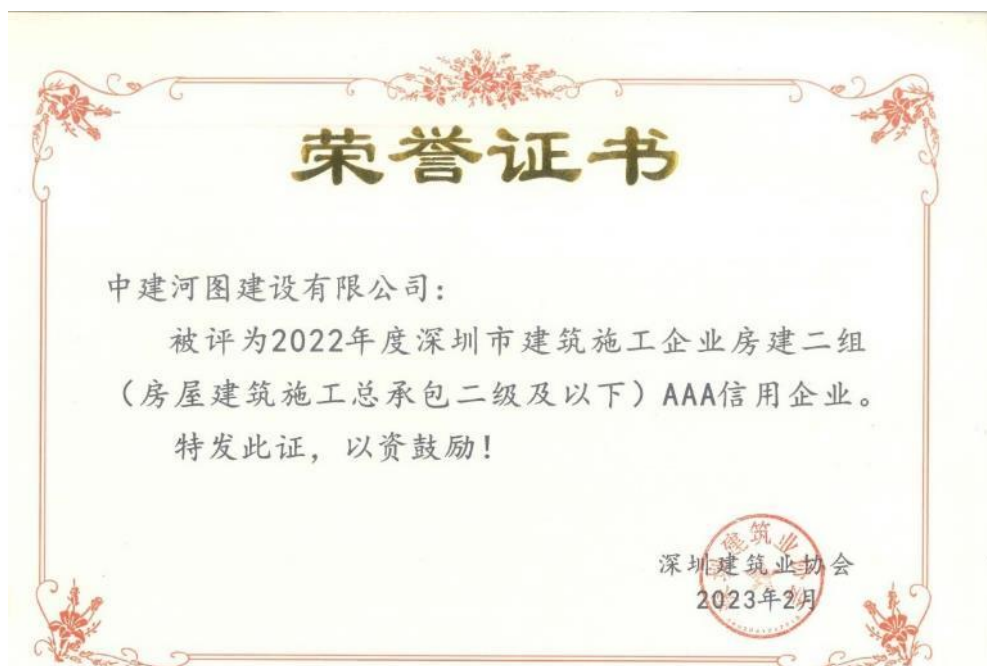 荣誉证书
中建河图建设有限公司:
被评为2022年度深圳市建筑施工企业房建二组
(房屋建筑施工总承包二级及以下)AAA信用企业。
特发此证,以资鼓励!
深圳建筑业协会
2023年2月